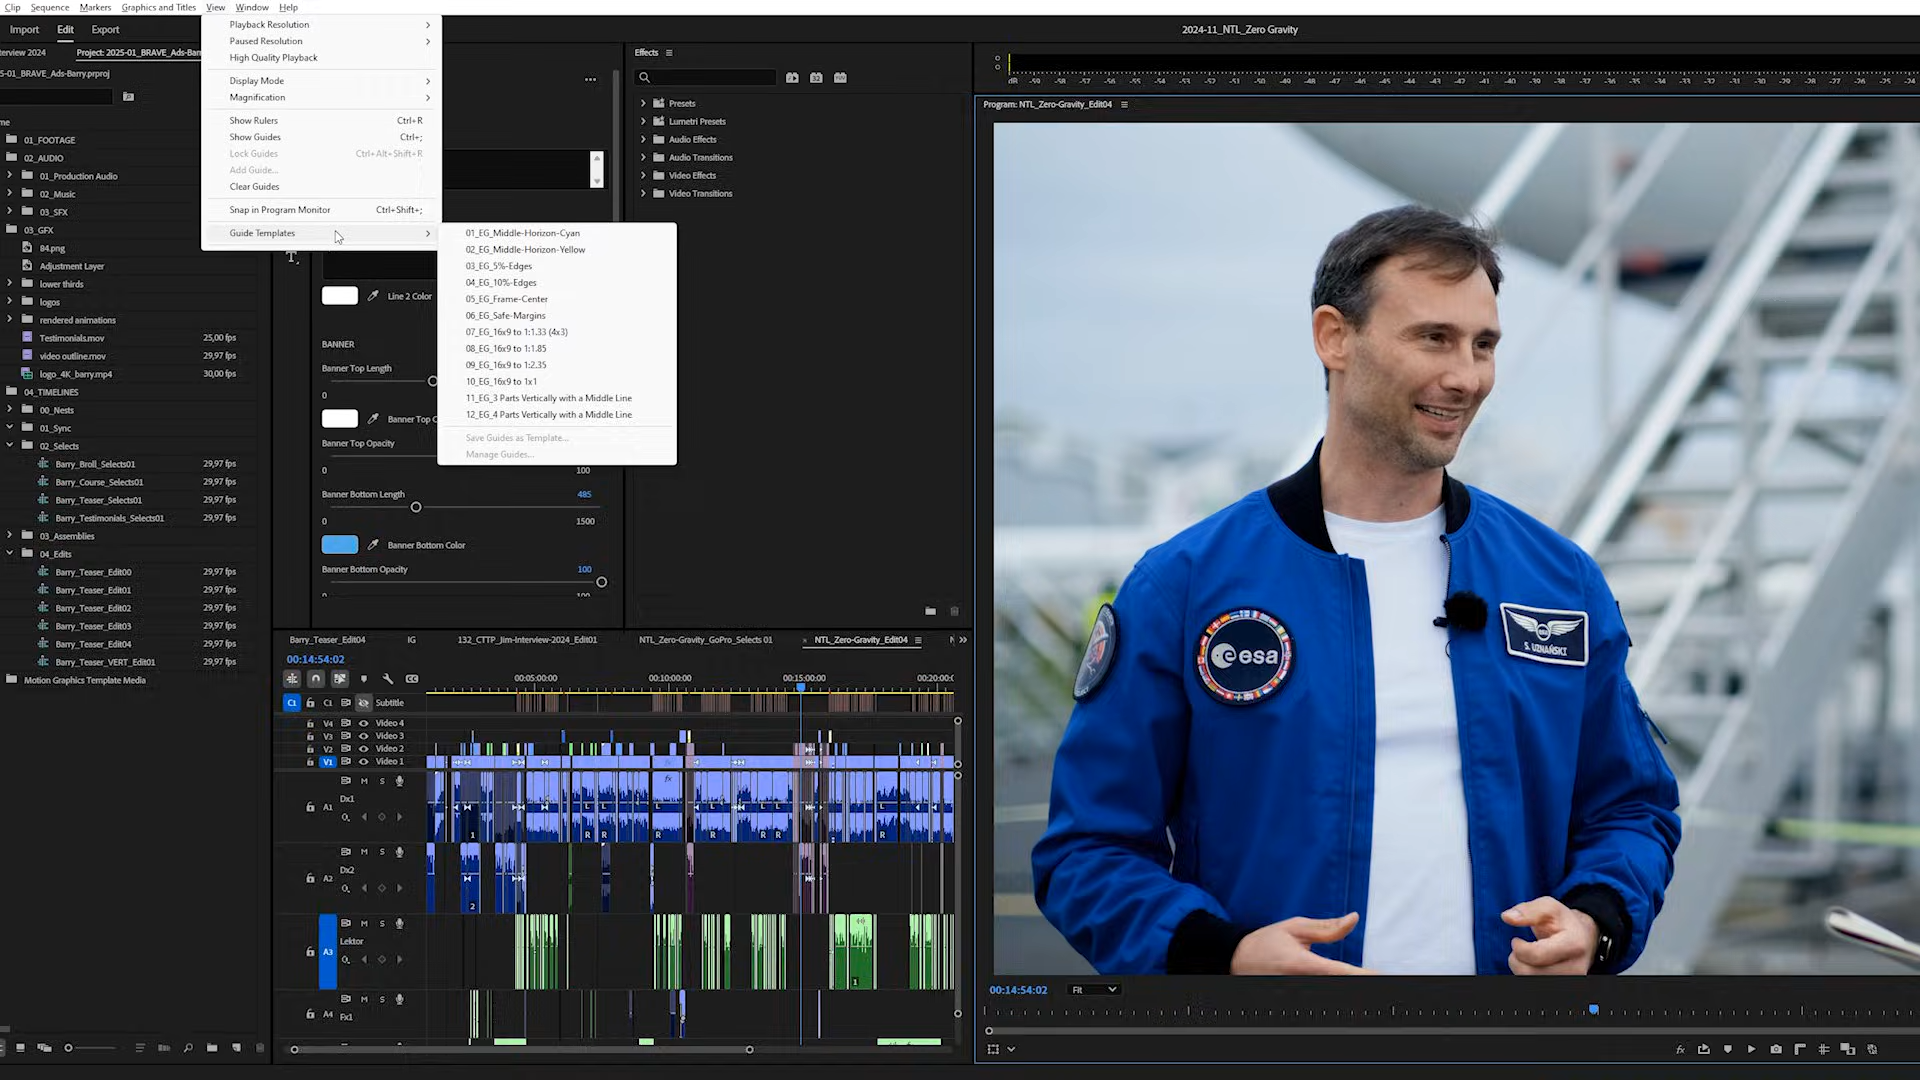 Clip Sequence Markers Graphics and Titles View Window Help
Import Edit Export
2024-11_NTL_Zero Gravity
Project: 2025-01_BRAVE_Ads-Barr
Playback Resolution
Paused Resolution
High Quality Playback
Display Mode
Magnification
Show Rulers Ctrl+R
Show Guides Ctrl+;
Lock Guides Ctrl+Alt+Shift+R
Add Guide...
Clear Guides
Snap in Program Monitor Ctrl+Shift+;
Guide Templates
01_EG_Middle-Horizon-Cyan
02_EG_Middle-Horizon-Yellow
03_EG_5%-Edges
04_EG_10%-Edges
05_EG_Frame-Center
06_EG_Safe-Margins
07_EG_16x9 to 1:1.33 (4x3)
08_EG_16x9 to 1:1.85
09_EG_16x9 to 1:2.35
10_EG_16x9 to 1x1
11_EG_3 Parts Vertically with a Middle Line
12_EG_4 Parts Vertically with a Middle Line
Save Guides as Template...
Manage Guides...
01_FOOTAGE
02_AUDIO
01_Production Audio
02_Music
03_SFX
03_GFX
84.png
Adjustment Layer
lower thirds
logos
rendered animations
Testimonials.mov 25,00 fps
video outline.mov 29,97 fps
logo_4K_barry.mp4 30,00 fps
04_TIMELINES
00_Nests
01_Sync
02_Selects
Barry_Broll_Selects01 29,97 fps
Barry_Course_Selects01 29,97 fps
Barry_Teaser_Selects01 29,97 fps
Barry_Testimonials_Selects01 29,97 fps
03_Assemblies
04_Edits
Barry_Teaser_Edit00 29,97 fps
Barry_Teaser_Edit01 29,97 fps
Barry_Teaser_Edit02 29,97 fps
Barry_Teaser_Edit03 29,97 fps
Barry_Teaser_Edit04 29,97 fps
Barry_Teaser_VERT_Edit01 29,97 fps
Motion Graphics Template Media
Line 2 Color
BANNER
Banner Top Length
0
Banner Top C
Banner Top Opacity
0 100
Banner Bottom Length 485
0 1500
Banner Bottom Color
Banner Bottom Opacity 100
Effects
Presets
Lumetri Presets
Audio Effects
Audio Transitions
Video Effects
Video Transitions
Program: NTL_Zero-Gravity_Edit04
esa
S. UZNAŃSKI
00:14:54:02 Fit
Barry_Teaser_Edit04 IG 132_CTTP_Jim-Interview-2024_Edit01 NTL_Zero-Gravity_GoPro_Selects 01 NTL_Zero-Gravity_Edit04
00:14:54:02
00:05:00:00 00:10:00:00 00:15:00:00
C1 C1 Subtitle
V4 Video 4
V3 Video 3
V2 Video 2
V1 Video 1
A1 M S Dx1
A2 M S Dx2
A3 M S Lektor
A4 M S Fx1